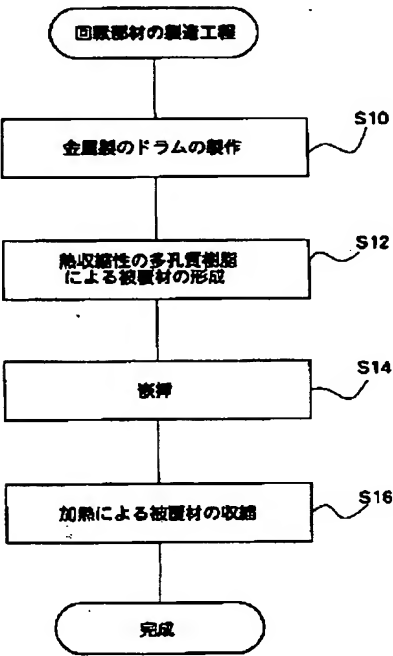 回転部材の製造工程
金属製のドラムの製作
S10
熱収縮性の多孔質樹脂
による被覆材の形成
S12
嵌挿
S14
加熱による被覆材の収縮
S16
完成